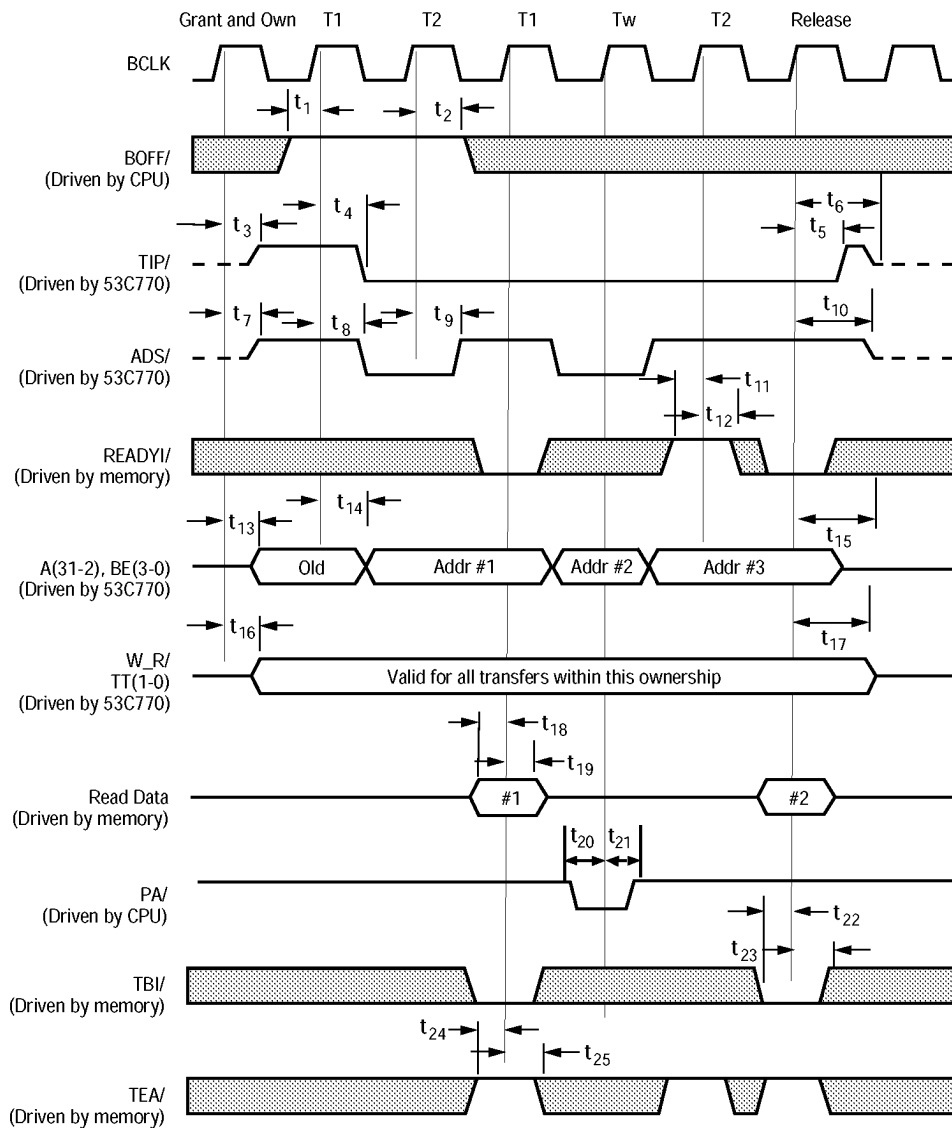 Grant and Own T1 T2 T1 Tw T2 Release
BCLK
t1 t2
BOFF/
(Driven by CPU)
t6
t3 t4 t5
TIP/
(Driven by 53C770)
t10
t7 t8 t9
ADS/
(Driven by 53C770)
t11
t12
READYI/
(Driven by memory)
t14
t13 t15
A(31-2), BE(3-0) Old Addr #1 Addr #2 Addr #3
(Driven by 53C770)
t16 t17
W_R/
TT(1-0) Valid for all transfers within this ownership
(Driven by 53C770)
t18
t19
Read Data #1 #2
(Driven by memory)
t20 t21
PA/
(Driven by CPU)
t22
t23
TBI/
(Driven by memory)
t24
t25
TEA/
(Driven by memory)